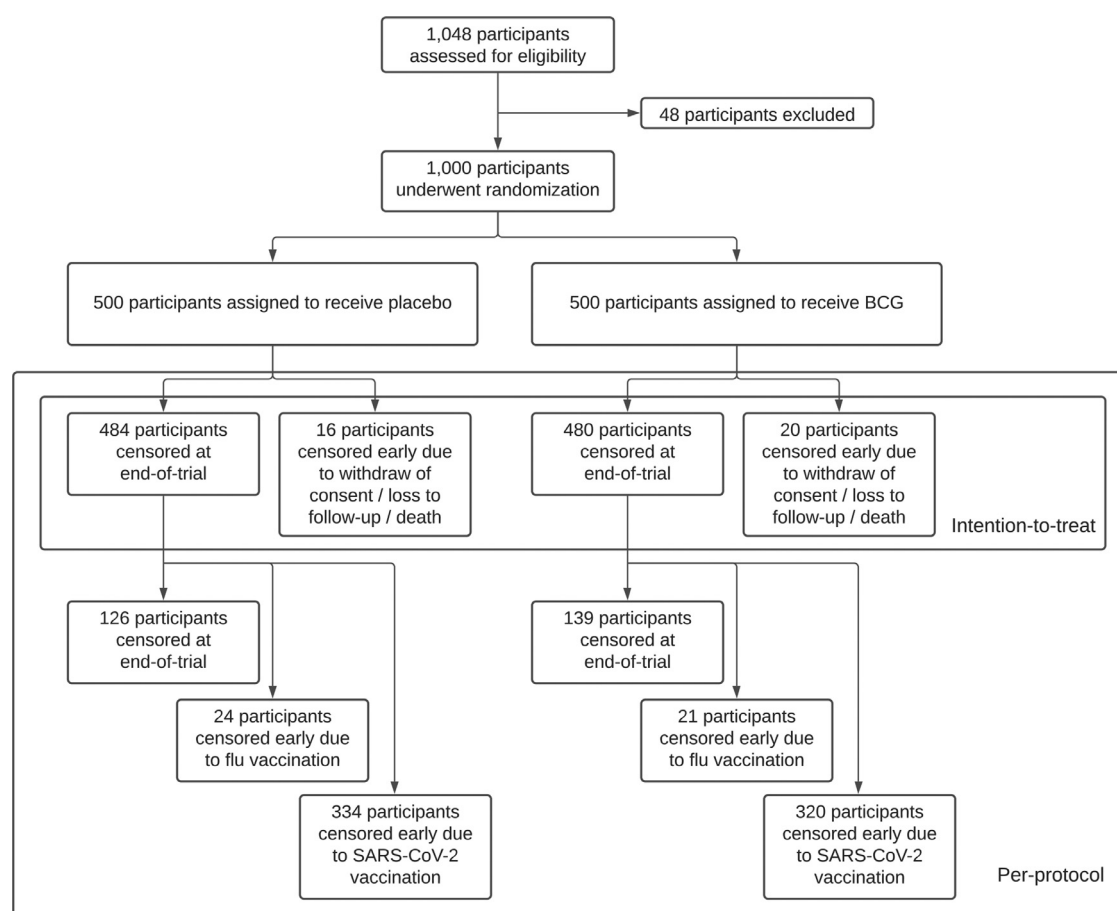 1,048 participants
assessed for eligibility
48 participants excluded
1,000 participants
underwent randomization
500 participants assigned to receive placebo
500 participants assigned to receive BCG
484 participants
censored at
end-of-trial
16 participants
censored early due
to withdraw of
consent / loss to
follow-up / death
480 participants
censored at
end-of-trial
20 participants
censored early due
to withdraw of
consent / loss to
follow-up / death
Intention-to-treat
126 participants
censored at
end-of-trial
139 participants
censored at
end-of-trial
24 participants
censored early due
to flu vaccination
21 participants
censored early due
to flu vaccination
334 participants
censored early due
to SARS-CoV-2
vaccination
320 participants
censored early due
to SARS-CoV-2
vaccination
Per-protocol